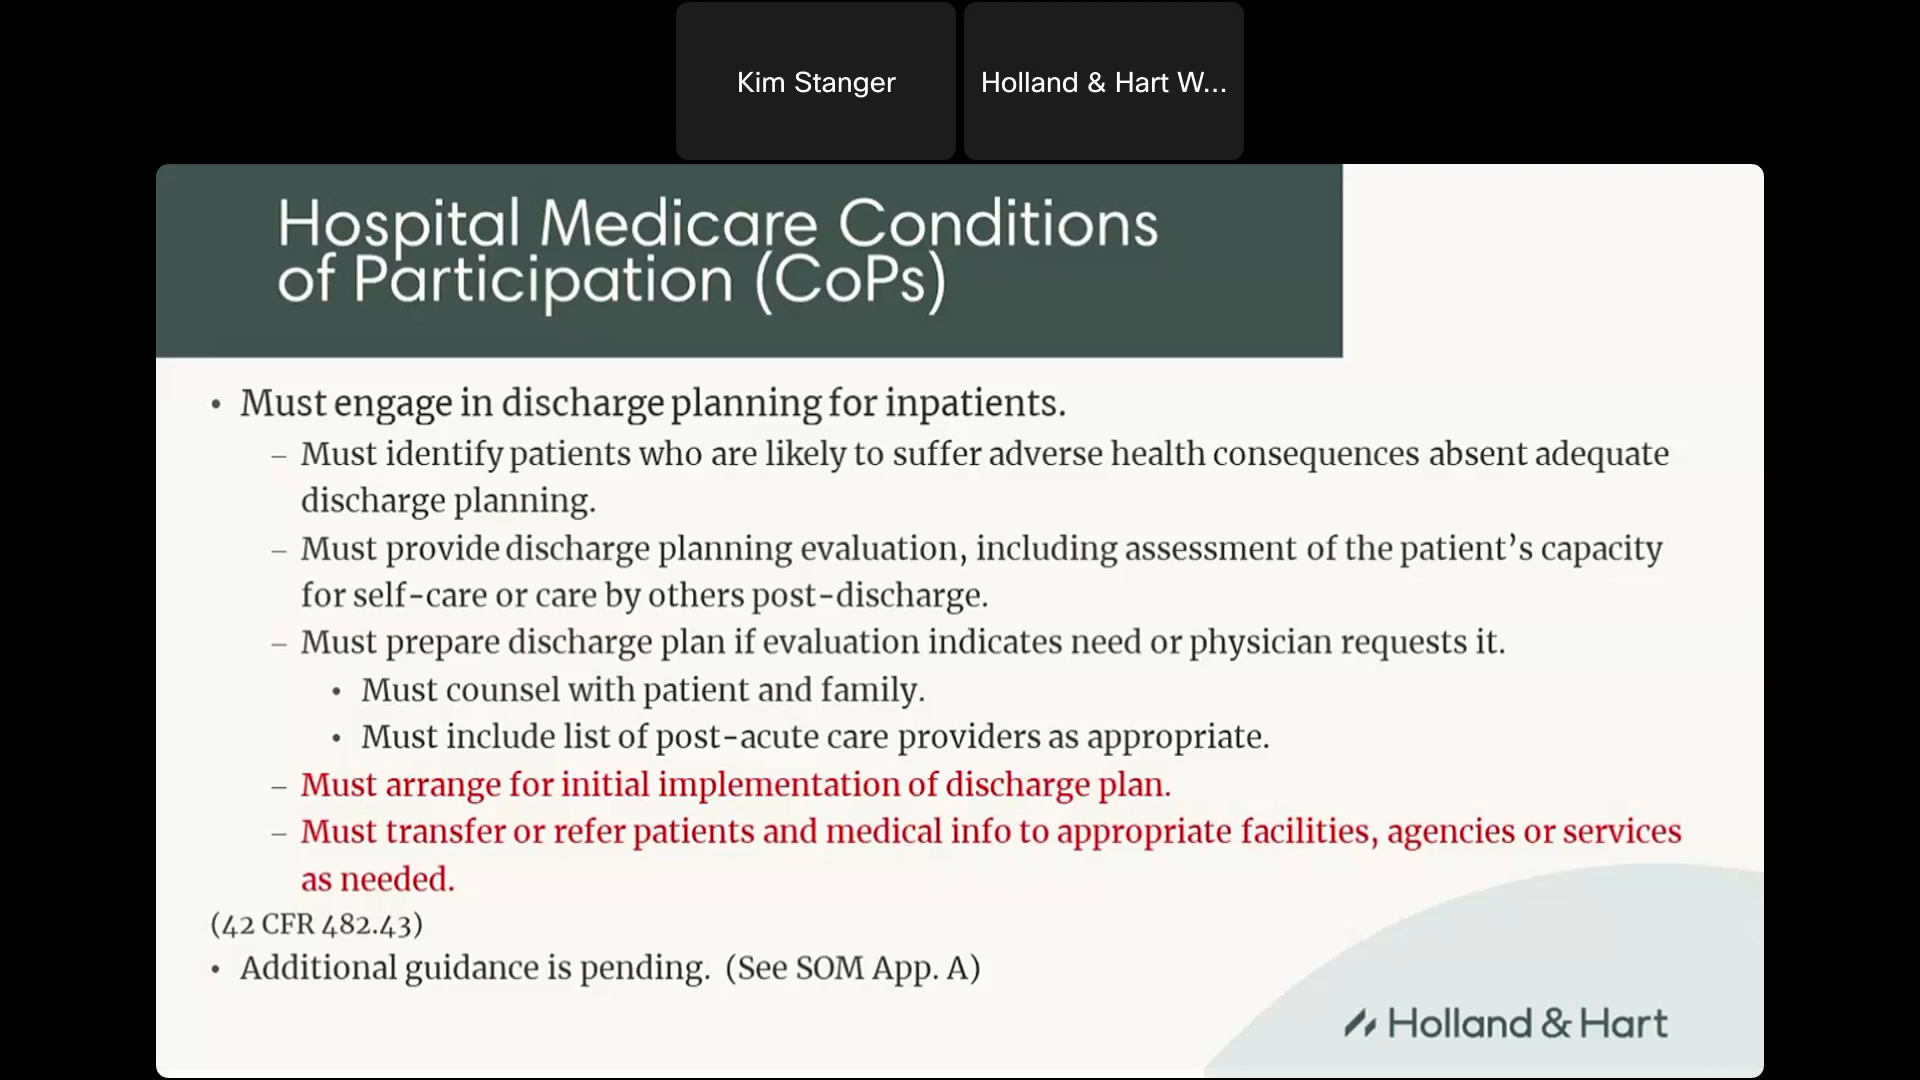 Kim Stanger
Holland & Hart W...
Hospital Medicare Conditions
of Participation (CoPs)
• Must engage in discharge planning for inpatients.
– Must identify patients who are likely to suffer adverse health consequences absent adequate
discharge planning.
– Must provide discharge planning evaluation, including assessment of the patient’s capacity
for self-care or care by others post-discharge.
– Must prepare discharge plan if evaluation indicates need or physician requests it.
• Must counsel with patient and family.
• Must include list of post-acute care providers as appropriate.
– Must arrange for initial implementation of discharge plan.
– Must transfer or refer patients and medical info to appropriate facilities, agencies or services
as needed.
(42 CFR 482.43)
• Additional guidance is pending. (See SOM App. A)
Holland & Hart